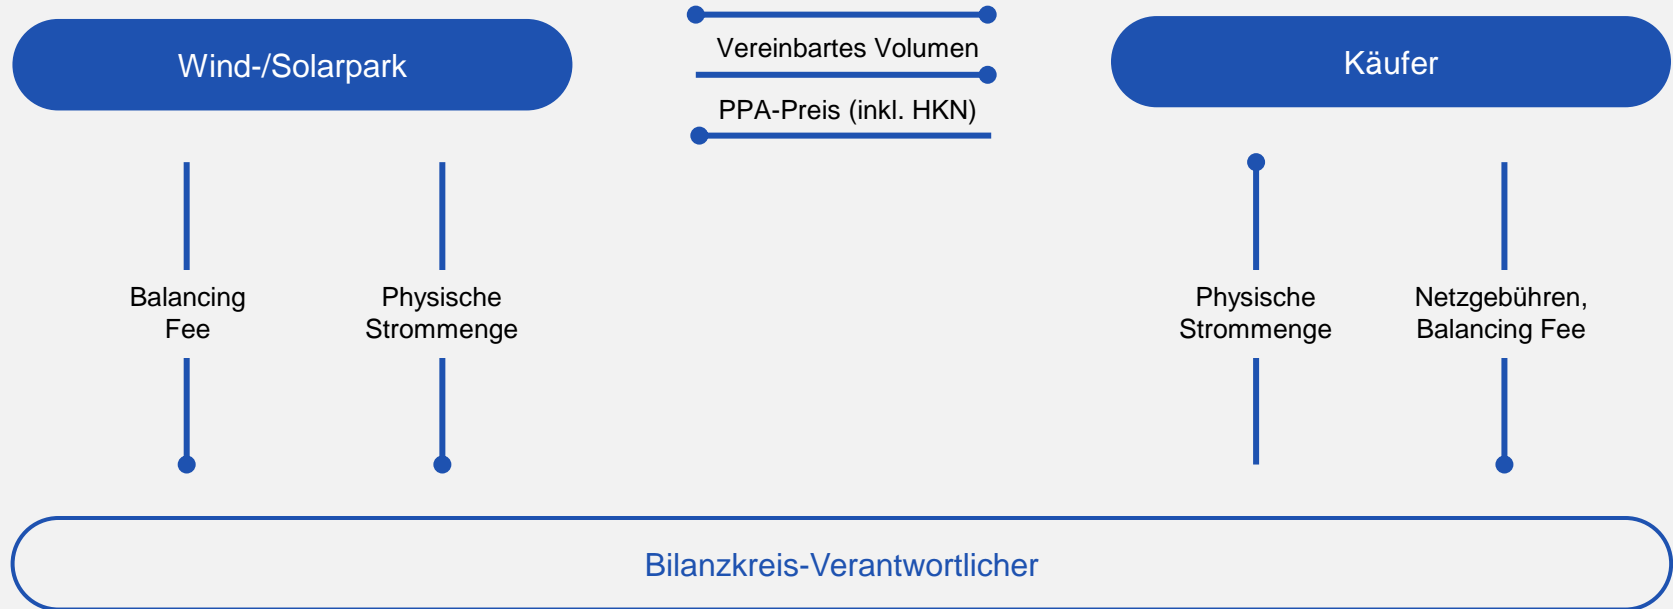 Wind-/Solarpark
Vereinbartes Volumen
PPA-Preis (inkl. HKN)
Käufer
Balancing
Fee
Physische
Strommenge
Physische
Strommenge
Netzgebühren,
Balancing Fee
Bilanzkreis-Verantwortlicher